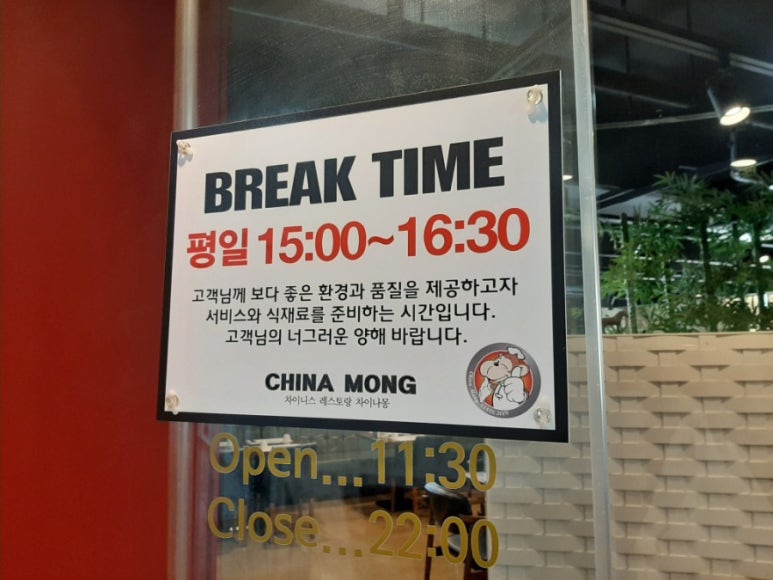 BREAK TIME
평일 15:00~16:30
고객님께 보다 좋은 환경과 품질을 제공하고자
서비스와 식재료를 준비하는 시간입니다.
고객님의 너그러운 양해 바랍니다.
CHINA MONG
차이니스 레스토랑 차이나몽
Open...11:30
Close...22:00